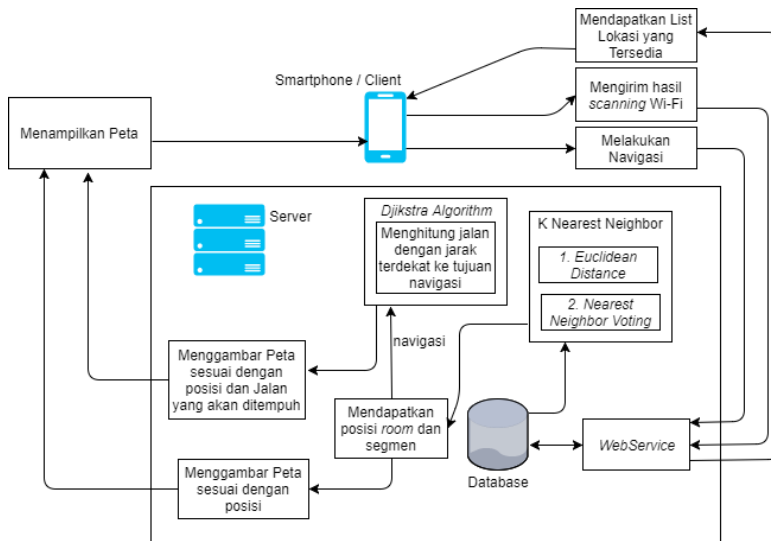 Mendapatkan List
Lokasi yang
Tersedia
Smartphone / Client
Mengirim hasil
scanning Wi-Fi
Menampilkan Peta
Melakukan
Navigasi
Server
Djikstra Algorithm
Menghitung jalan
dengan jarak
terdekat ke tujuan
navigasi
K Nearest Neighbor
1. Euclidean
Distance
2. Nearest
Neighbor Voting
navigasi
Menggambar Peta
sesuai dengan
posisi dan Jalan
yang akan ditempuh
Mendapatkan
posisi room dan
segmen
WebService
Database
Menggambar Peta
sesuai dengan
posisi